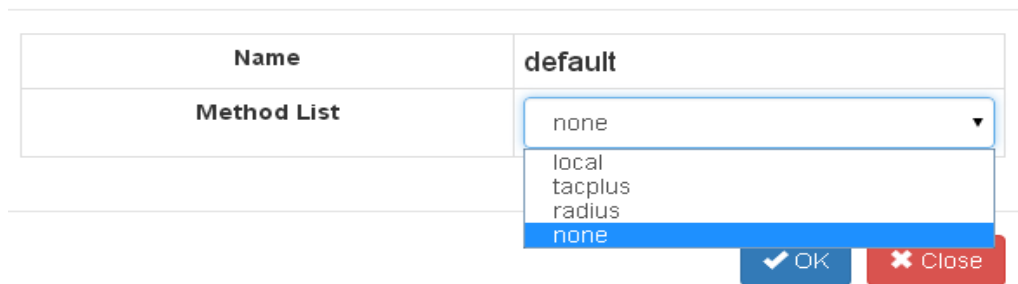 Name default
Method List none
local
tacplus
radius
none
OK Close